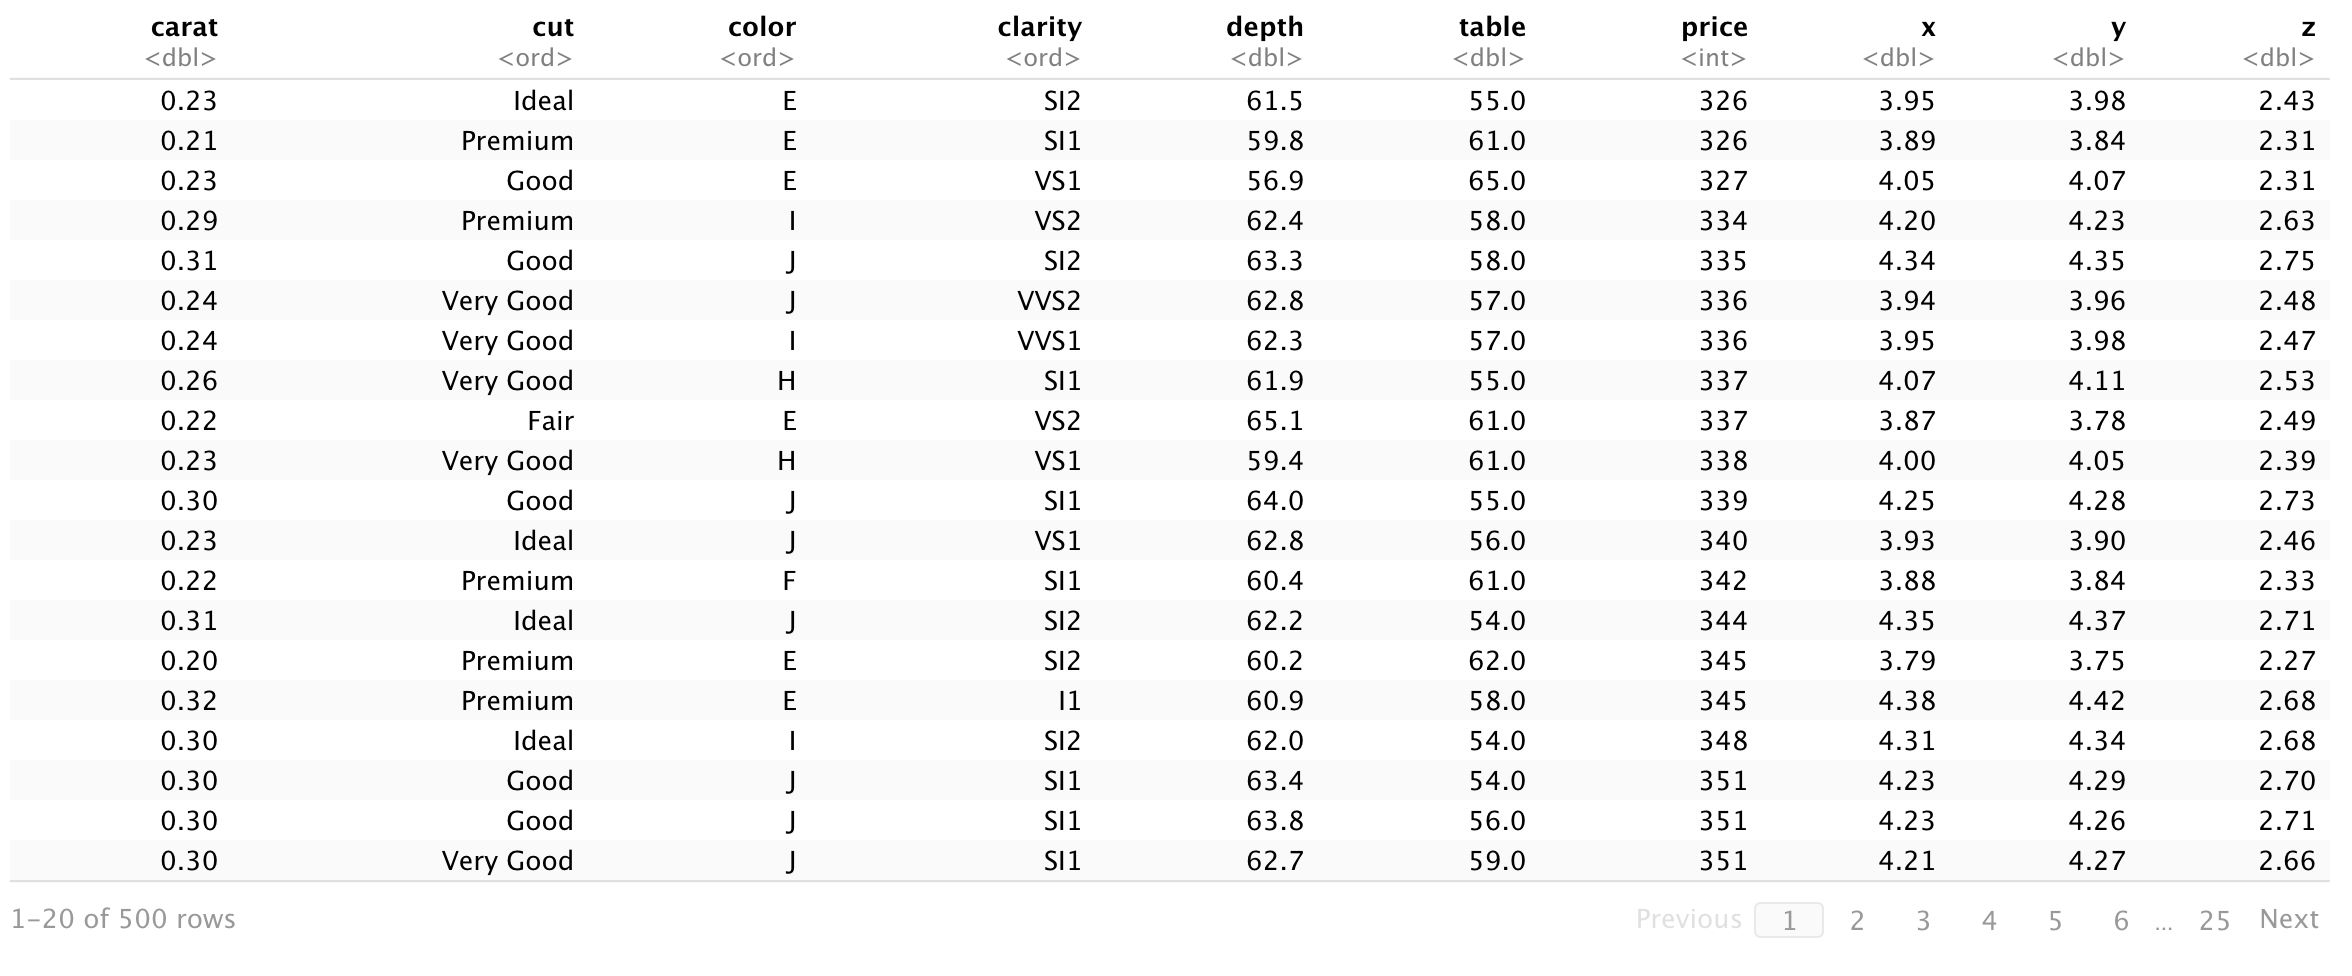 carat cut color clarity depth table price x y z
<dbl> <ord> <ord> <ord> <dbl> <dbl> <int> <dbl> <dbl> <dbl>
0.23 Ideal E SI2 61.5 55.0 326 3.95 3.98 2.43
0.21 Premium E SI1 59.8 61.0 326 3.89 3.84 2.31
0.23 Good E VS1 56.9 65.0 327 4.05 4.07 2.31
0.29 Premium I VS2 62.4 58.0 334 4.20 4.23 2.63
0.31 Good J SI2 63.3 58.0 335 4.34 4.35 2.75
0.24 Very Good J VVS2 62.8 57.0 336 3.94 3.96 2.48
0.24 Very Good I VVS1 62.3 57.0 336 3.95 3.98 2.47
0.26 Very Good H SI1 61.9 55.0 337 4.07 4.11 2.53
0.22 Fair E VS2 65.1 61.0 337 3.87 3.78 2.49
0.23 Very Good H VS1 59.4 61.0 338 4.00 4.05 2.39
0.30 Good J SI1 64.0 55.0 339 4.25 4.28 2.73
0.23 Ideal J VS1 62.8 56.0 340 3.93 3.90 2.46
0.22 Premium F SI1 60.4 61.0 342 3.88 3.84 2.33
0.31 Ideal J SI2 62.2 54.0 344 4.35 4.37 2.71
0.20 Premium E SI2 60.2 62.0 345 3.79 3.75 2.27
0.32 Premium E I1 60.9 58.0 345 4.38 4.42 2.68
0.30 Ideal I SI2 62.0 54.0 348 4.31 4.34 2.68
0.30 Good J SI1 63.4 54.0 351 4.23 4.29 2.70
0.30 Good J SI1 63.8 56.0 351 4.23 4.26 2.71
0.30 Very Good J SI1 62.7 59.0 351 4.21 4.27 2.66
1-20 of 500 rows Previous 1 2 3 4 5 6 ... 25 Next